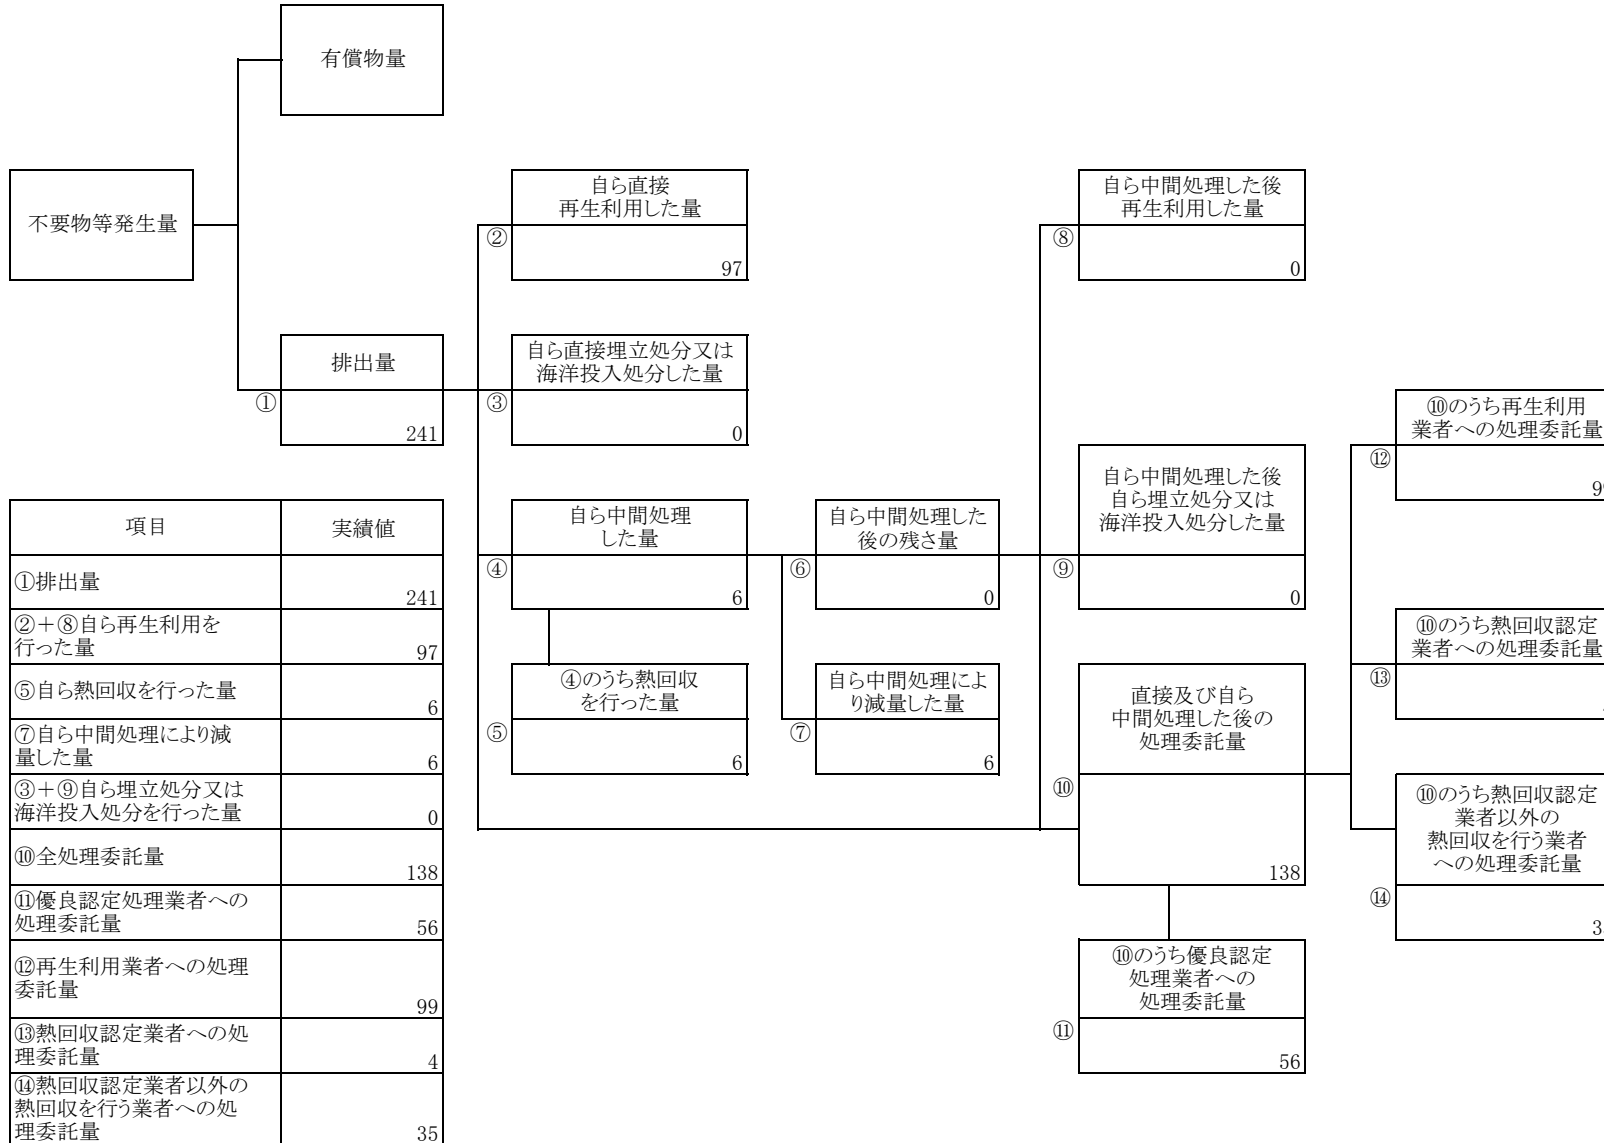 有償物量
不要物等発生量
自ら直接
再生利用した量
②
97
自ら中間処理した後
再生利用した量
⑧
0
排出量
①
241
自ら直接埋立処分又は
海洋投入処分した量
③
0
⑩のうち再生利用
業者への処理委託量
⑫
自ら中間処理
した量
④
6
自ら中間処理した
後の残さ量
⑥
0
自ら中間処理した後
自ら埋立処分又は
海洋投入処分した量
⑨
0
④のうち熱回収
を行った量
⑤
6
自ら中間処理によ
り減量した量
⑦
6
直接及び自ら
中間処理した後の
処理委託量
⑩
138
⑩のうち熱回収認定
業者への処理委託量
⑬
⑩のうち熱回収認定
業者以外の
熱回収を行う業者
への処理委託量
⑭
3
⑩のうち優良認定
処理業者への
処理委託量
⑪
56
項目 実績値
①排出量
241
②+⑧自ら再生利用を
行った量
97
⑤自ら熱回収を行った量
6
⑦自ら中間処理により減
量した量
6
③+⑨自ら埋立処分又は
海洋投入処分を行った量
0
⑩全処理委託量
138
⑪優良認定処理業者への
処理委託量
56
⑫再生利用業者への処理
委託量
99
⑬熱回収認定業者への処
理委託量
4
⑭熱回収認定業者以外の
熱回収を行う業者への処
理委託量
35